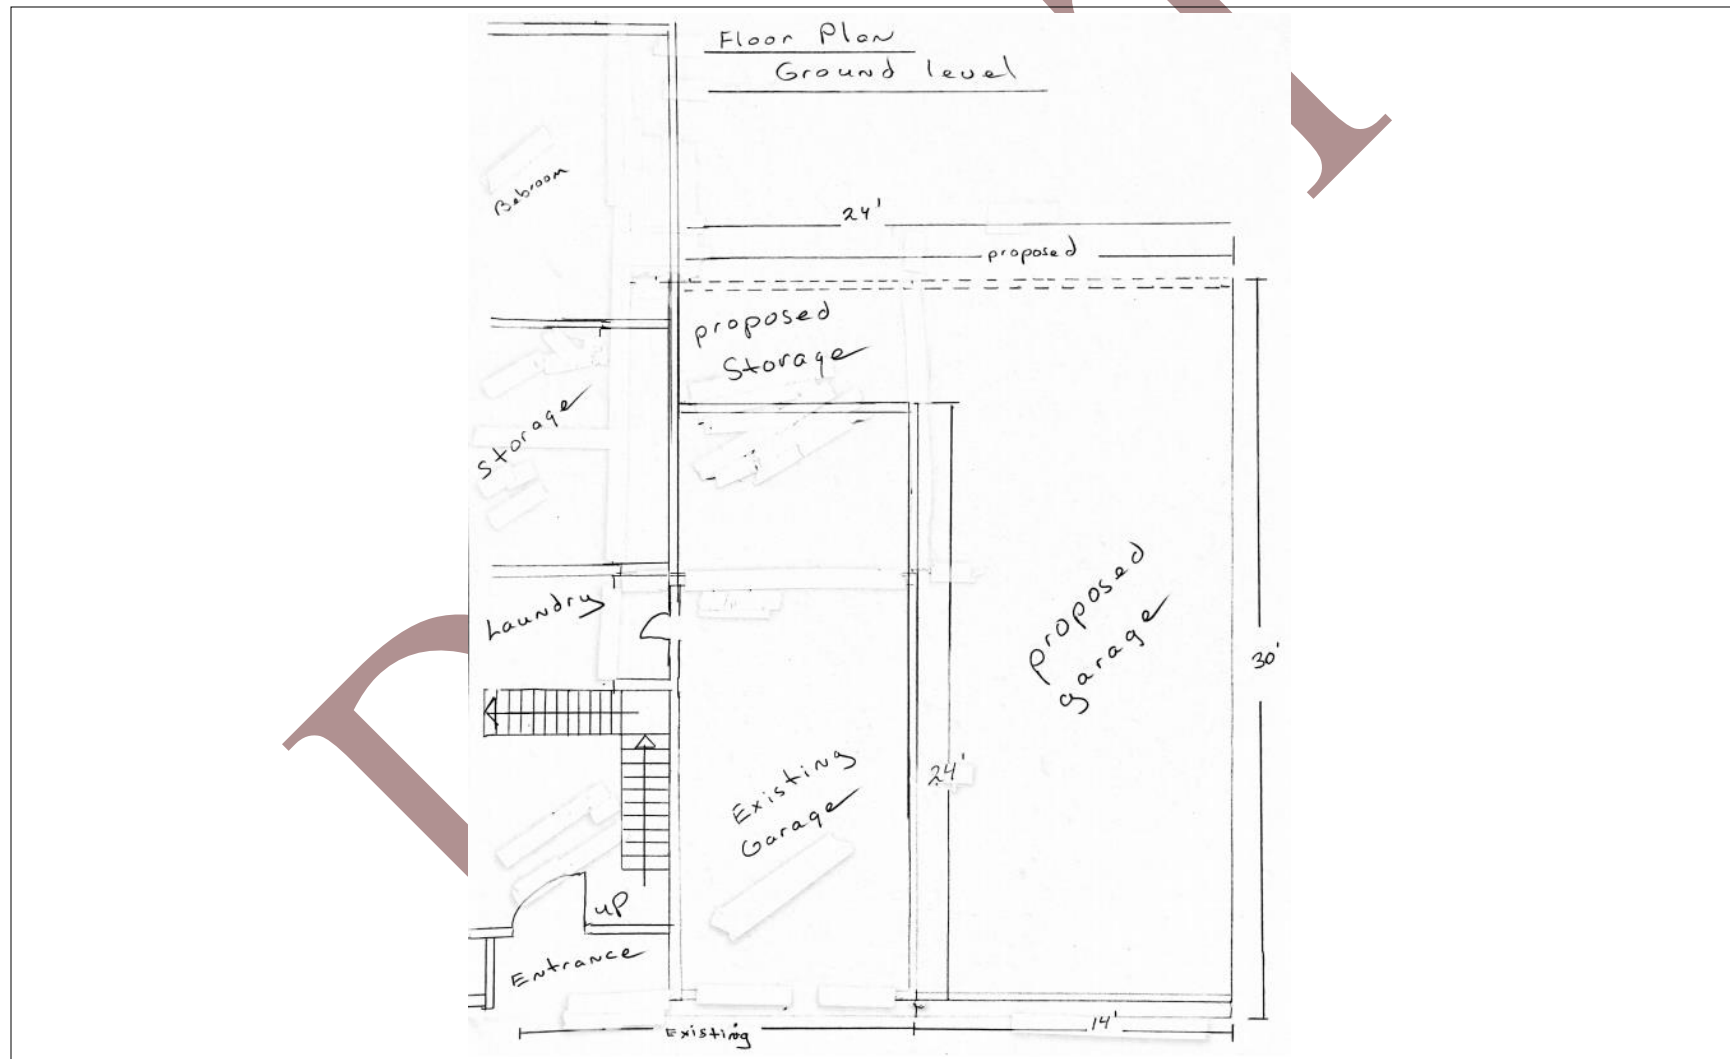 Floor Plan
Ground level
Bebroom
24'
proposed
proposed
Storage
Storage
Laundry
proposed
garage
30'
24'
Existing
Garage
UP
Entrance
Existing
14'